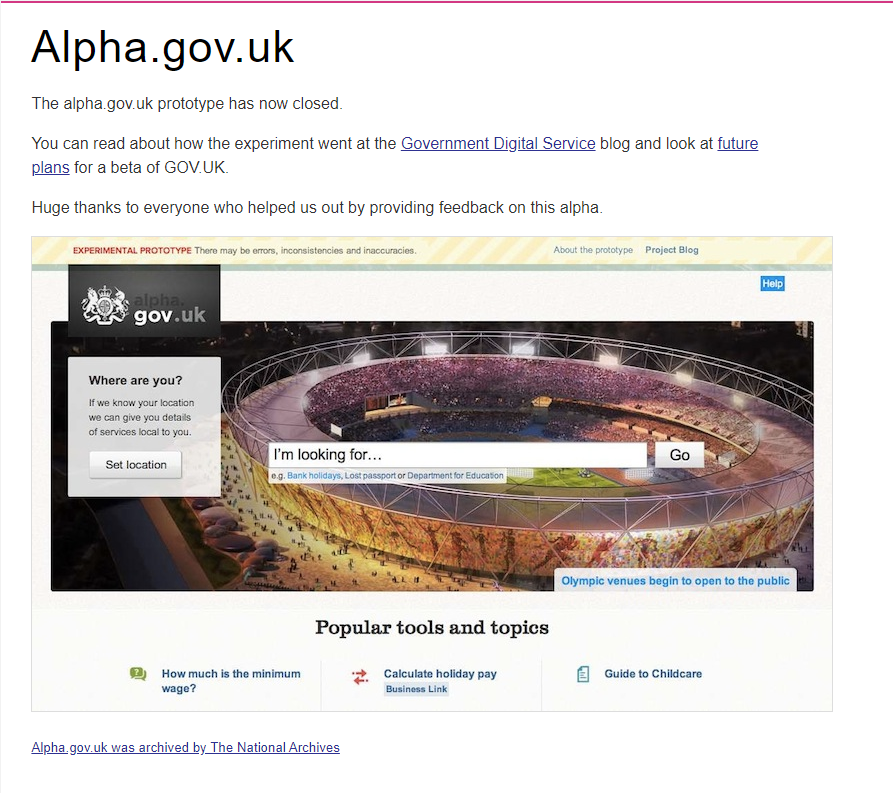 Alpha.gov.uk
The alpha.gov.uk prototype has now closed.
You can read about how the experiment went at the Government Digital Service blog and look at future
plans for a beta of GOV.UK.
Huge thanks to everyone who helped us out by providing feedback on this alpha.
EXPERIMENTAL PROTOTYPE There may be errors, inconsistencies and inaccuracies.
About the prototype Project Blog
Help
alpha.
gov.uk
Where are you?
If we know your location
we can give you details
of services local to you.
Set location
I'm looking for...
Go
e.g. Bank holidays, Lost passport or Department for Education
Olympic venues begin to open to the public
Popular tools and topics
How much is the minimum
wage?
Calculate holiday pay
Business Link
Guide to Childcare
Alpha.gov.uk was archived by The National Archives